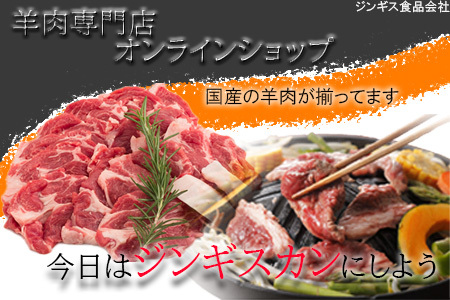 ジンギス食品会社
羊肉専門店
オンラインショップ
国産の羊肉が揃ってます
今日はジンギスカンにしよう